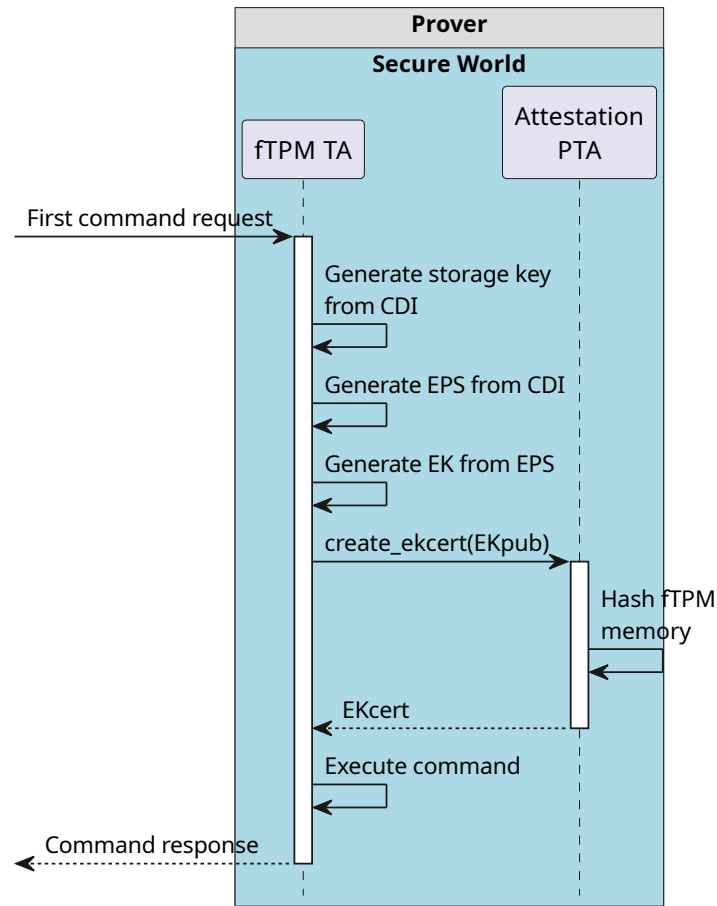 Prover
Secure World
Attestation
PTA
fTPM TA
First command request
Generate storage key
from CDI
Generate EPS from CDI
Generate EK from EPS
create_ekcert(EKpub)
Hash fTPM
memory
EKcert
Execute command
Command response